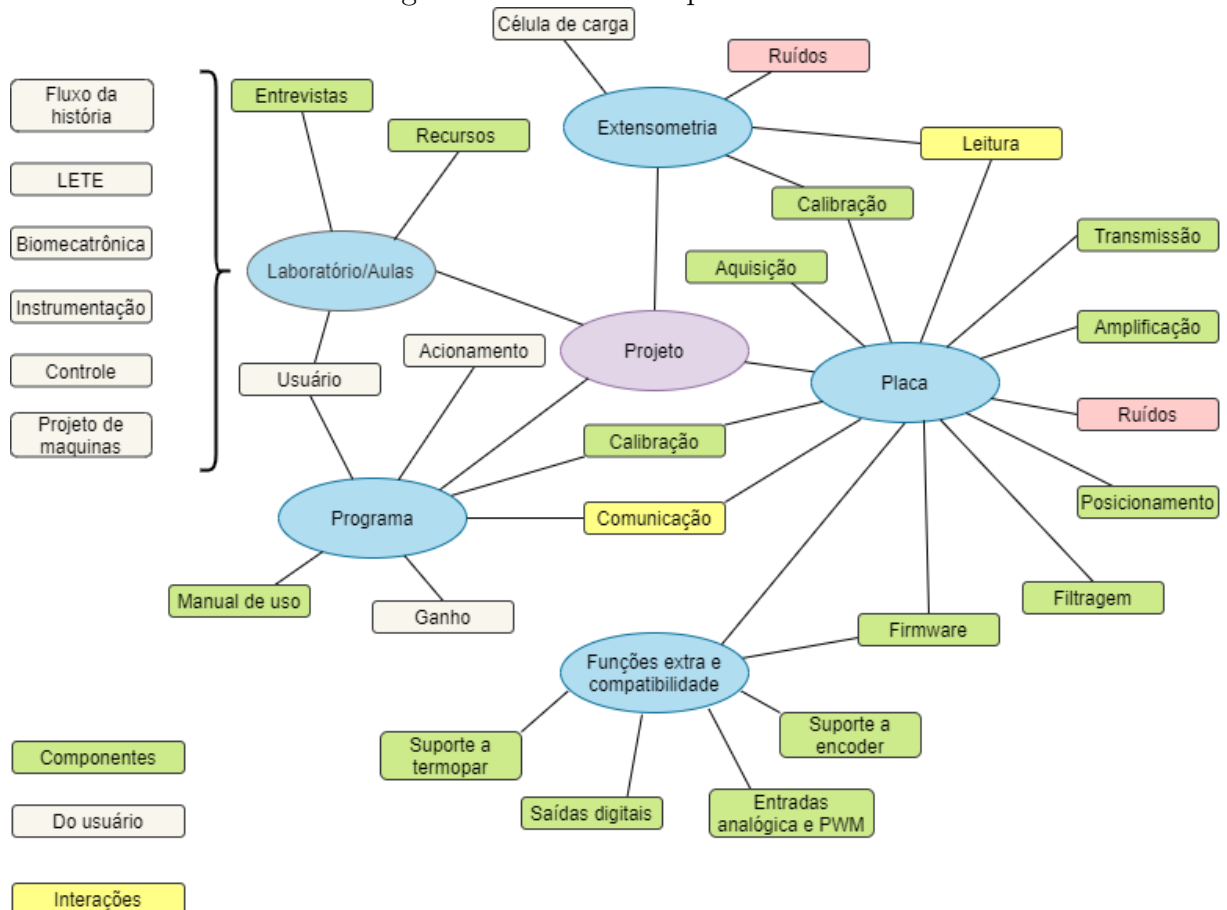 Célula de carga
Ruídos
Fluxo da
história
Entrevistas
Recursos
Extensometria
Leitura
LETE
Calibração
Biomecatrônica
Laboratório/Aulas
Aquisição
Transmissão
Instrumentação
Acionamento
Projeto
Amplificação
Controle
Usuário
Placa
Projeto de
maquinas
Calibração
Ruídos
Programa
Comunicação
Posicionamento
Manual de uso
Ganho
Filtragem
Firmware
Funções extra e
compatibilidade
Suporte a
encoder
Suporte a
termopar
Componentes
Saídas digitais
Entradas
analógica e PWM
Do usuário
Interações